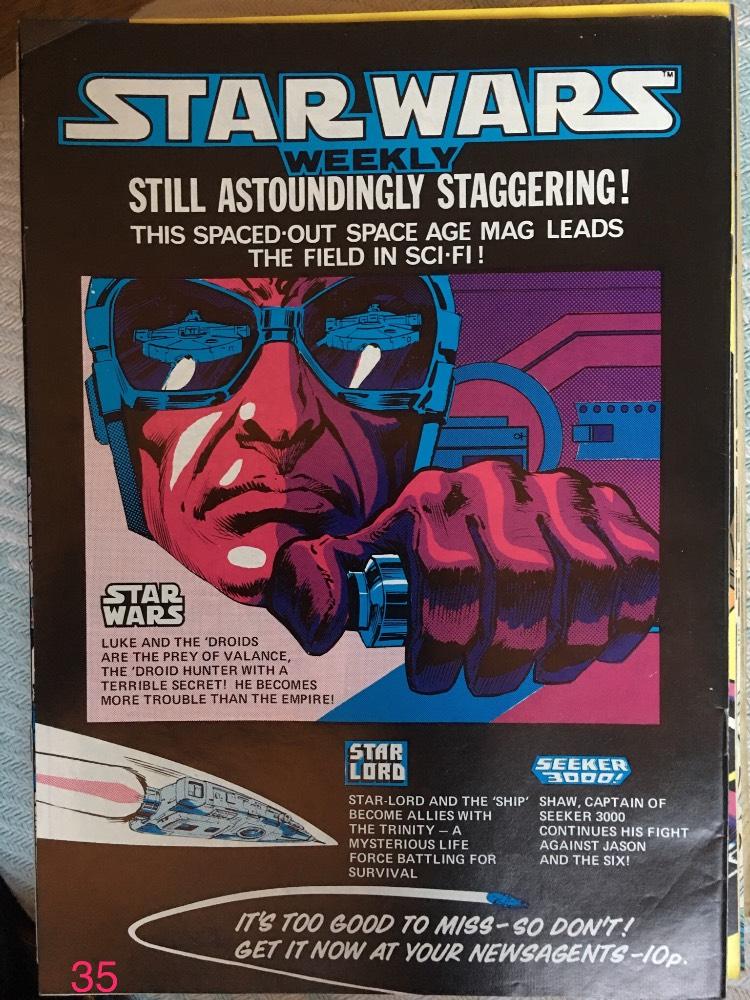 STAR WARS™
WEEKLY
STILL ASTOUNDINGLY STAGGERING!
THIS SPACED·OUT SPACE AGE MAG LEADS
THE FIELD IN SCI·FI!
STAR
WARS
LUKE AND THE 'DROIDS
ARE THE PREY OF VALANCE,
THE 'DROID HUNTER WITH A
TERRIBLE SECRET! HE BECOMES
MORE TROUBLE THAN THE EMPIRE!
STAR
LORD
STAR-LORD AND THE 'SHIP'
BECOME ALLIES WITH
THE TRINITY – A
MYSTERIOUS LIFE
FORCE BATTLING FOR
SURVIVAL
SEEKER
3000!
SHAW, CAPTAIN OF
SEEKER 3000
CONTINUES HIS FIGHT
AGAINST JASON
AND THE SIX!
IT'S TOO GOOD TO MISS–SO DON'T!
GET IT NOW AT YOUR NEWSAGENTS–10p.
35